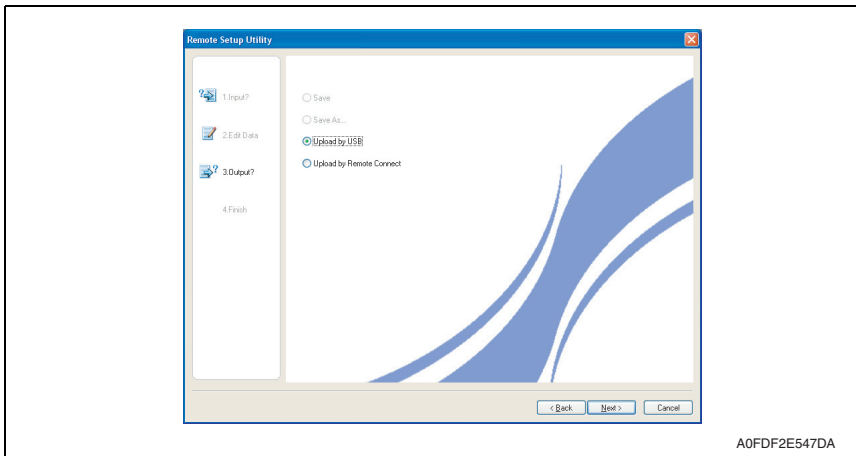 Remote Setup Utility
1.Input?
2.Edit Data
3.Output?
4.Finish
Save
Save As...
Upload by USB
Upload by Remote Connect
< Back
Next >
Cancel
A0FDF2E547DA